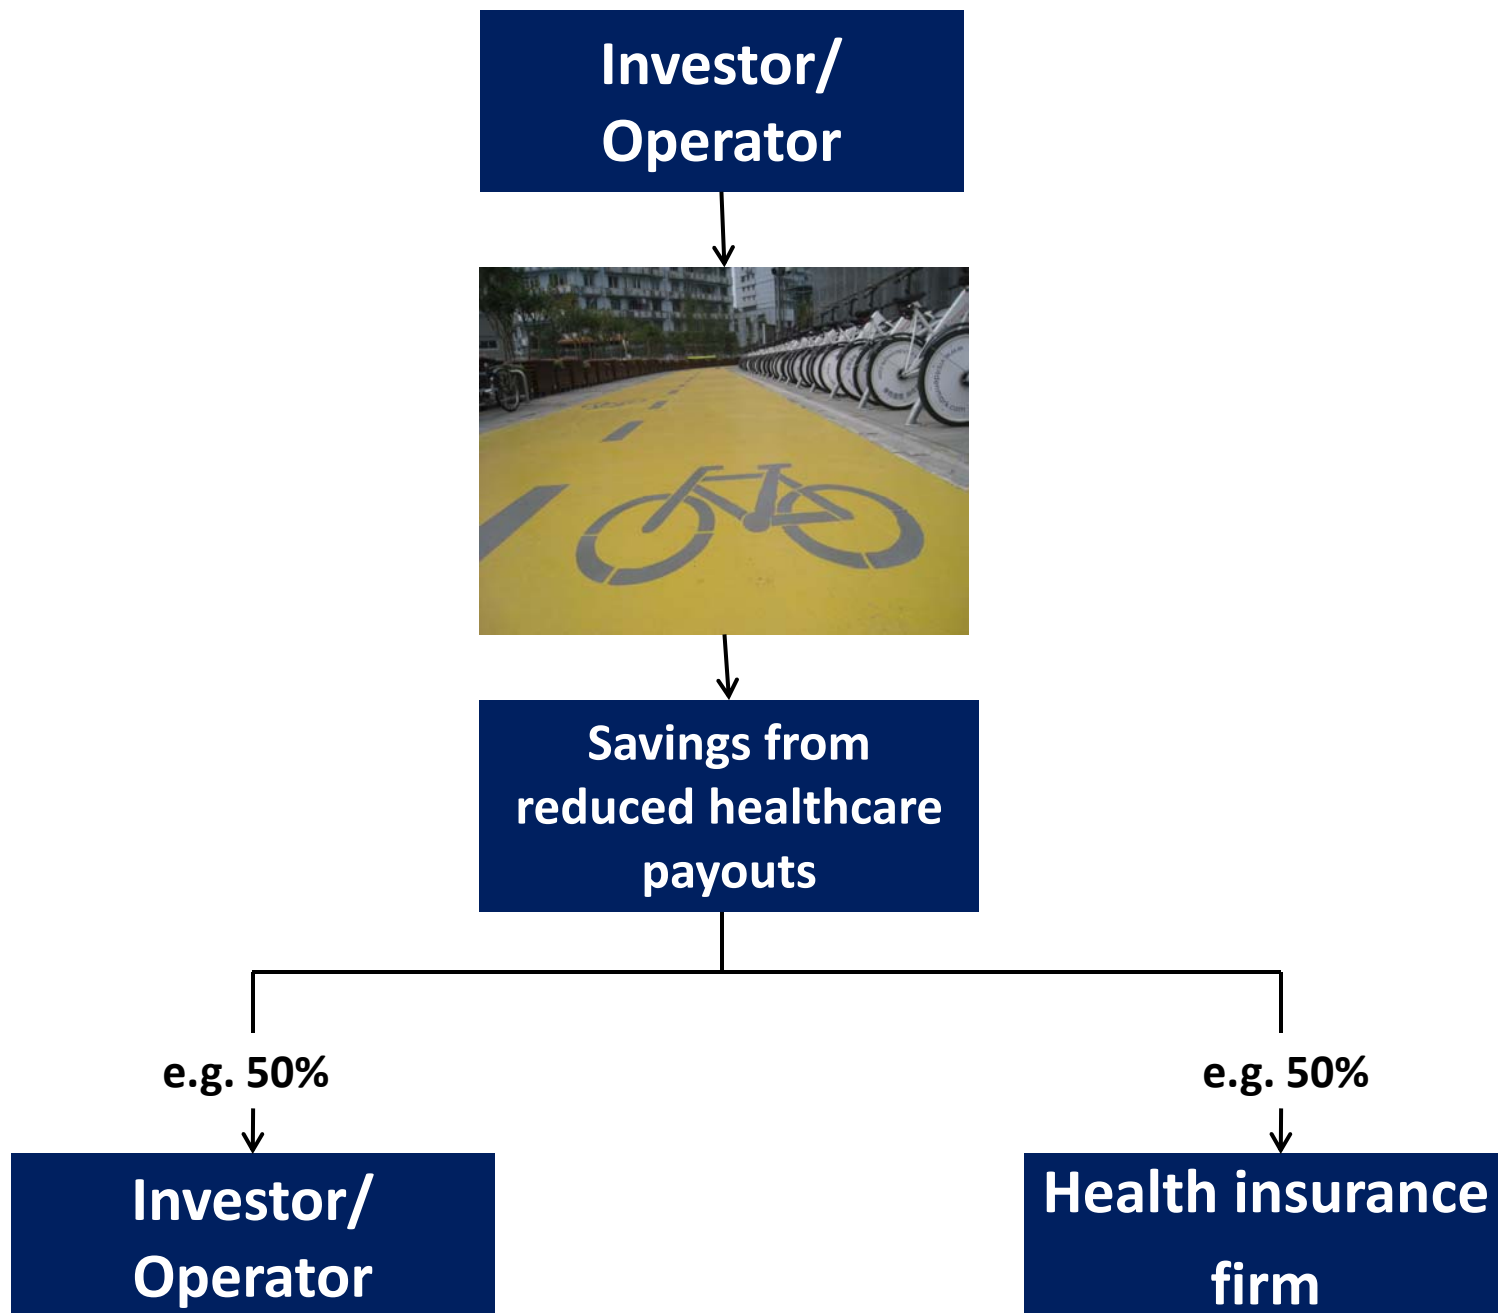 Investor/
Operator
Savings from
reduced healthcare
payouts
e.g. 50%
e.g. 50%
Investor/
Operator
Health insurance
firm